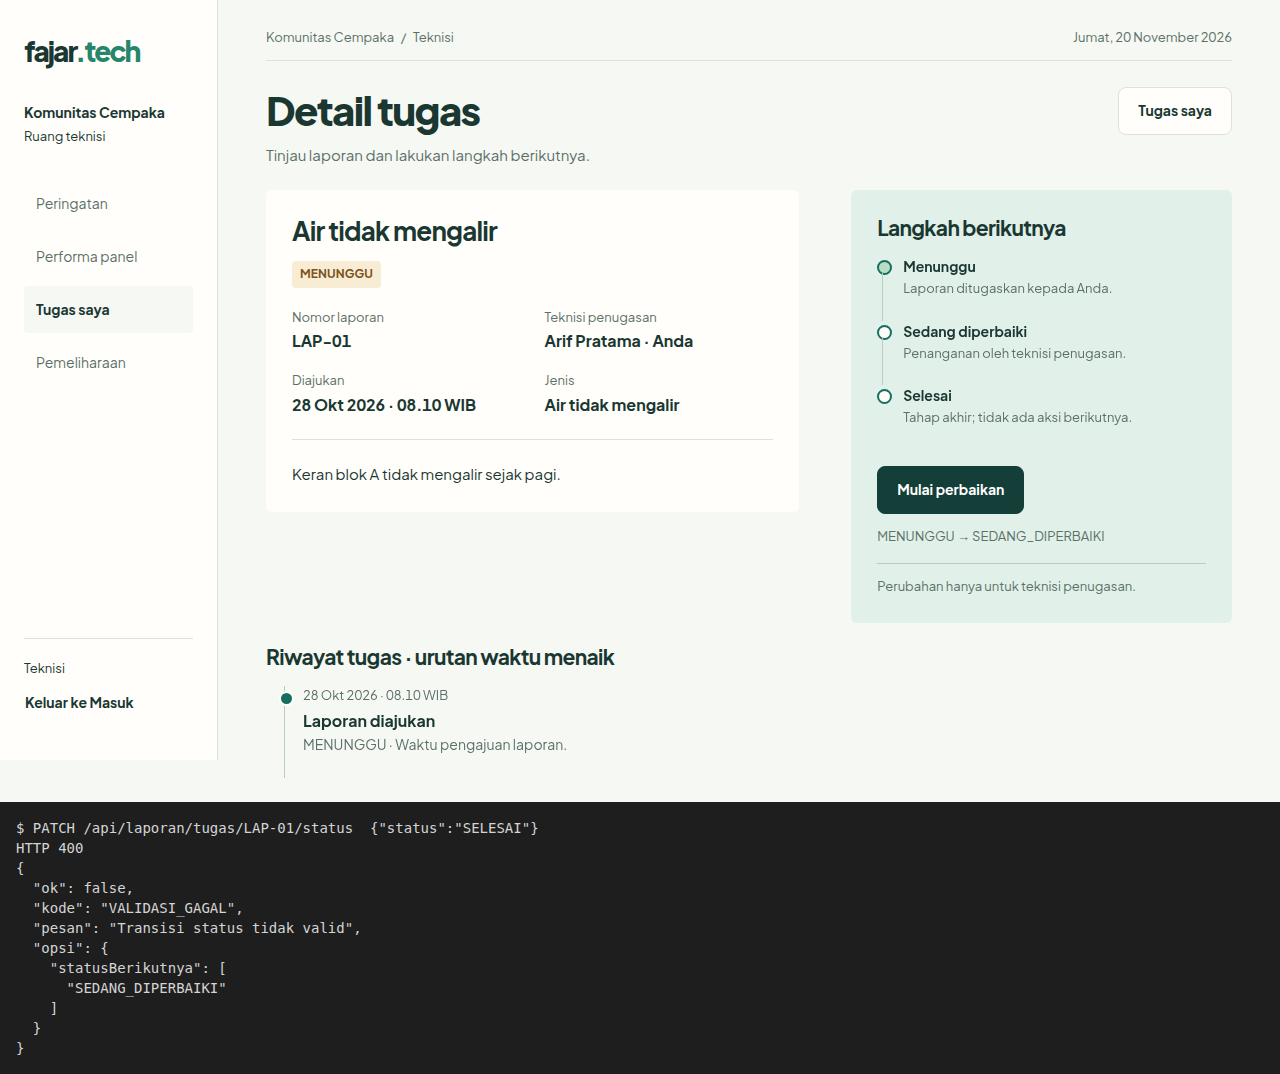 fajar.tech
Komunitas Cempaka
Ruang teknisi
Peringatan
Performa panel
Tugas saya
Pemeliharaan
Teknisi
Keluar ke Masuk
Komunitas Cempaka / Teknisi
Jumat, 20 November 2026
Detail tugas
Tugas saya
Tinjau laporan dan lakukan langkah berikutnya.
Air tidak mengalir
MENUNGGU
Nomor laporan
LAP-01
Teknisi penugasan
Arif Pratama · Anda
Diajukan
28 Okt 2026 · 08.10 WIB
Jenis
Air tidak mengalir
Keran blok A tidak mengalir sejak pagi.
Langkah berikutnya
Menunggu
Laporan ditugaskan kepada Anda.
Sedang diperbaiki
Penanganan oleh teknisi penugasan.
Selesai
Tahap akhir; tidak ada aksi berikutnya.
Mulai perbaikan
MENUNGGU → SEDANG_DIPERBAIKI
Perubahan hanya untuk teknisi penugasan.
Riwayat tugas · urutan waktu menaik
28 Okt 2026 · 08.10 WIB
Laporan diajukan
MENUNGGU · Waktu pengajuan laporan.
$ PATCH /api/laporan/tugas/LAP-01/status  {"status":"SELESAI"}
HTTP 400
{
  "ok": false,
  "kode": "VALIDASI_GAGAL",
  "pesan": "Transisi status tidak valid",
  "opsi": {
    "statusBerikutnya": [
      "SEDANG_DIPERBAIKI"
    ]
  }
}